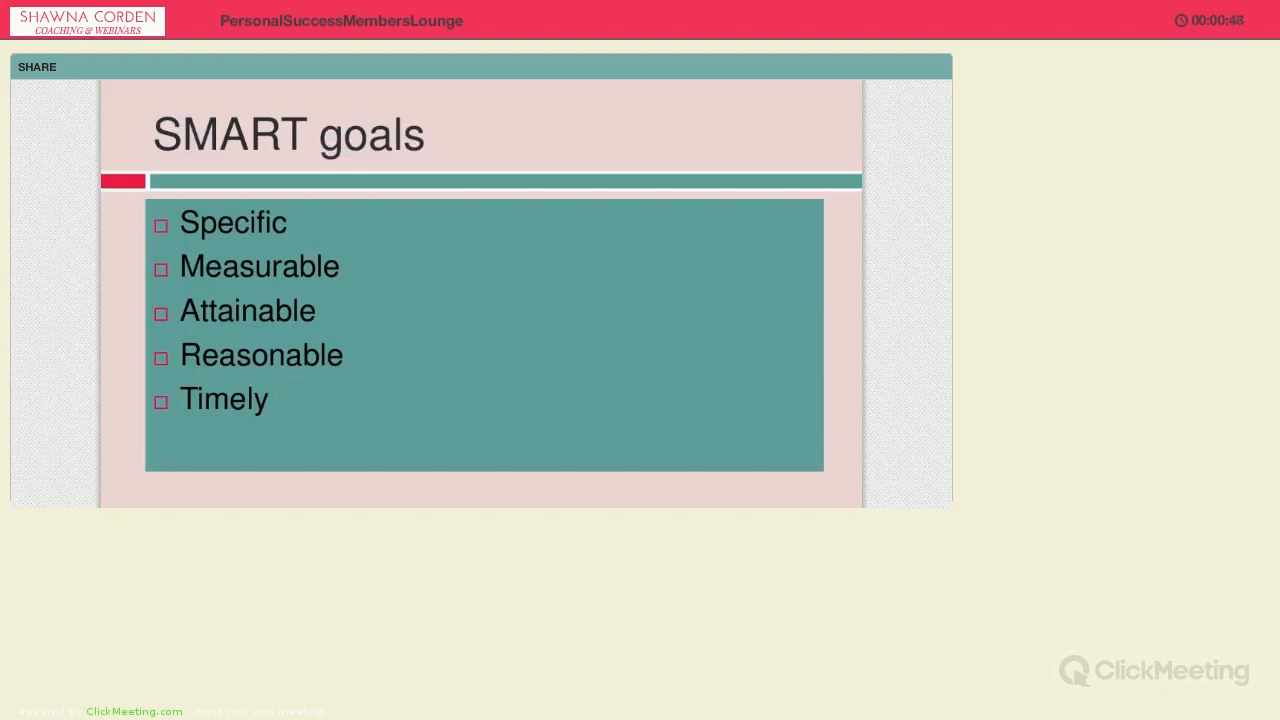 SHAWNA CORDEN
COACHING & WEBINARS
PersonalSuccessMembersLounge
00:00:48
SHARE
SMART goals
Specific
Measurable
Attainable
Reasonable
Timely
ClickMeeting
Powered by ClickMeeting.com - Host your own meeting